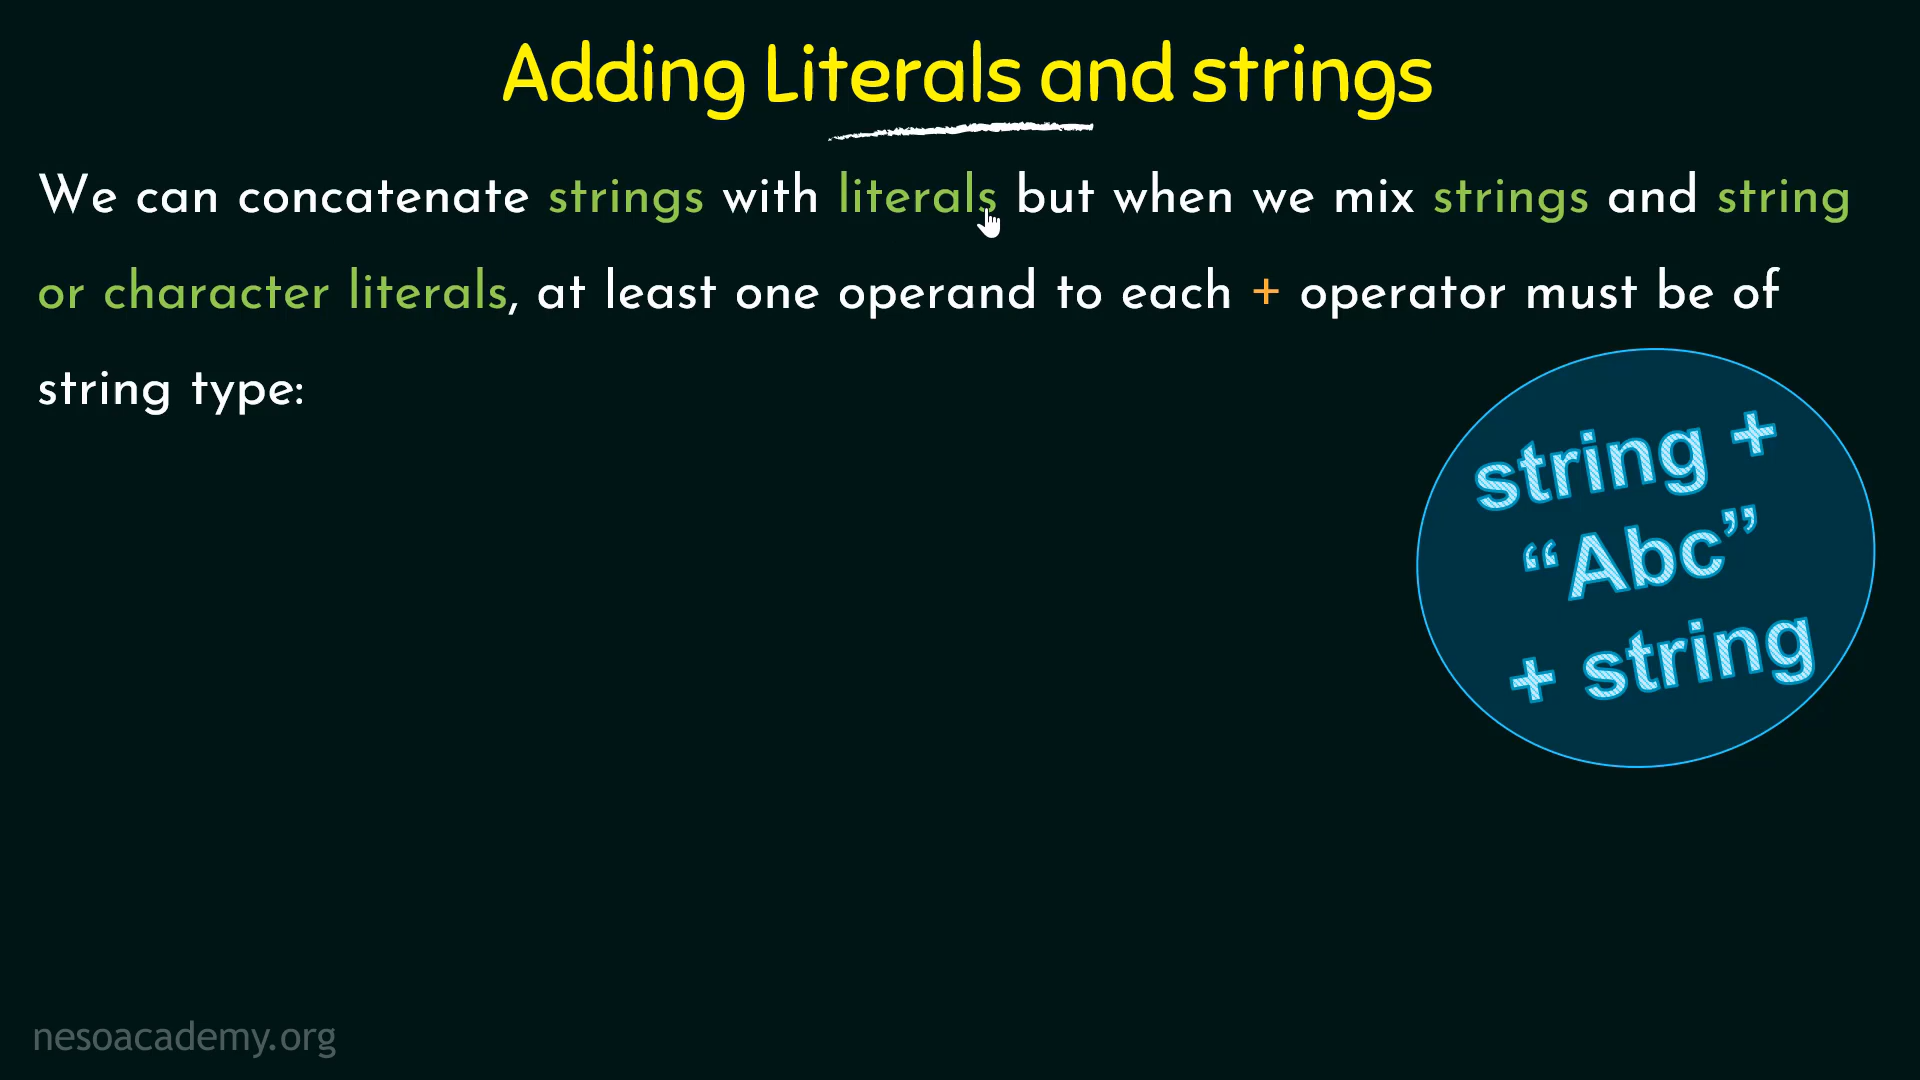 Adding Literals and strings
We can concatenate strings with literals but when we mix strings and string
or character literals, at least one operand to each + operator must be of
string type:
string +
“Abc”
+ string
nesoacademy.org